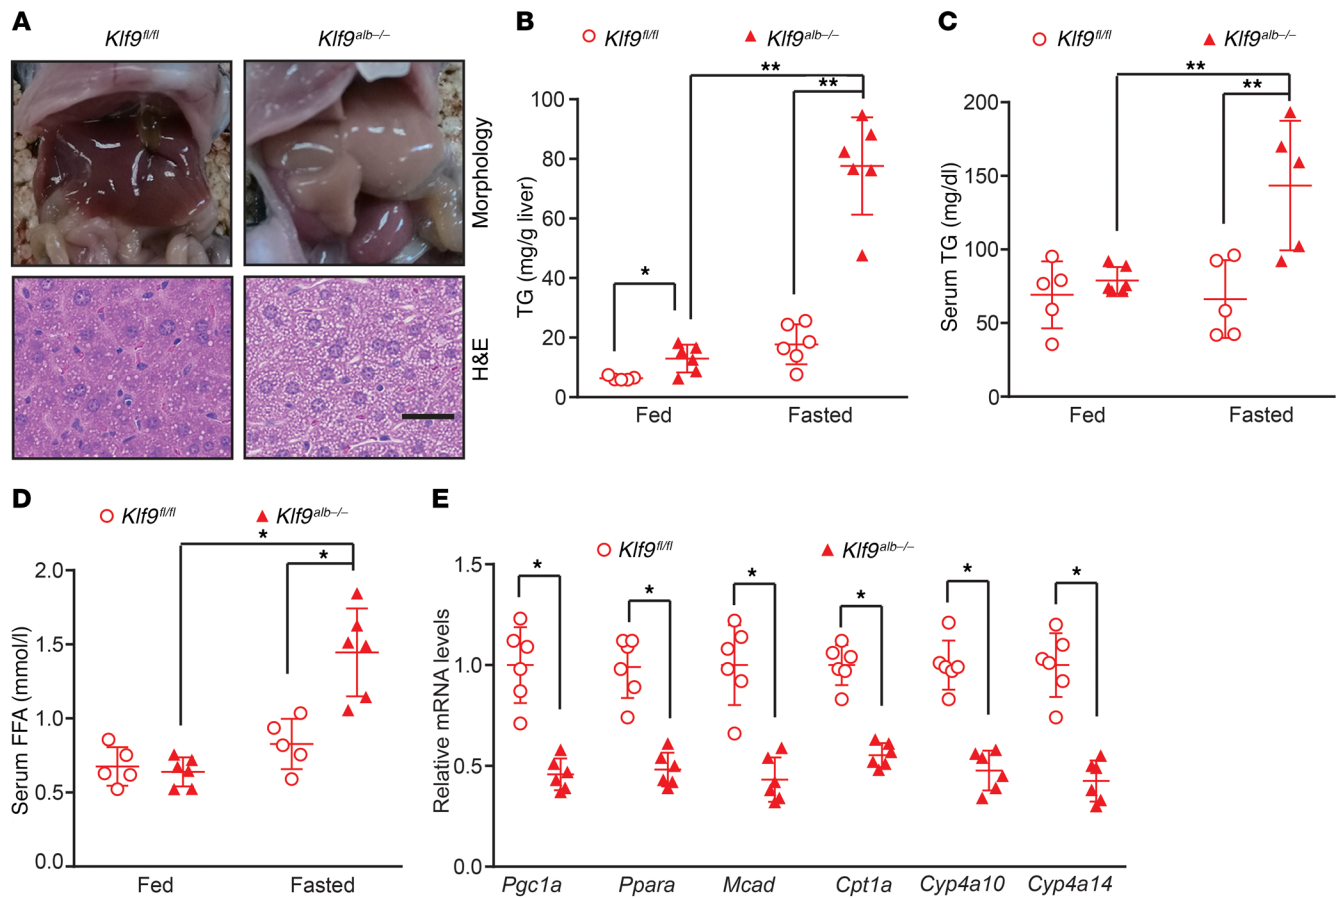 A
Klf9fl/fl
Klf9alb–/–
Morphology
H&E
B
Klf9fl/fl
Klf9alb–/–
**
**
*
TG (mg/g liver)
100
80
60
40
20
0
Fed
Fasted
C
Klf9fl/fl
Klf9alb–/–
**
**
Serum TG (mg/dl)
200
150
100
50
0
Fed
Fasted
D
Klf9fl/fl
Klf9alb–/–
*
*
Serum FFA (mmol/l)
2.0
1.5
1.0
0.5
0.0
Fed
Fasted
E
Klf9fl/fl
Klf9alb–/–
* * * * * *
Relative mRNA levels
1.5
1.0
0.5
0.0
Pgc1a Ppara Mcad Cpt1a Cyp4a10 Cyp4a14